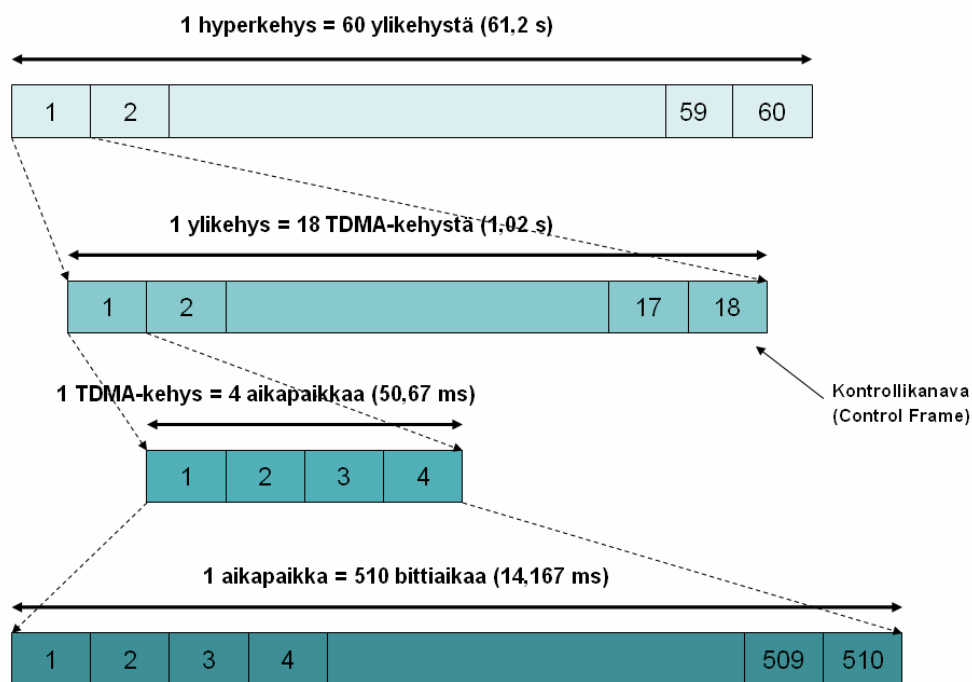 1 hyperkehys = 60 ylikehystä (61,2 s)
1 2 59 60
1 ylikehys = 18 TDMA-kehystä (1,02 s)
1 2 17 18
Kontrollikanava
(Control Frame)
1 TDMA-kehys = 4 aikapaikkaa (50,67 ms)
1 2 3 4
1 aikapaikka = 510 bittiaikaa (14,167 ms)
1 2 3 4 509 510